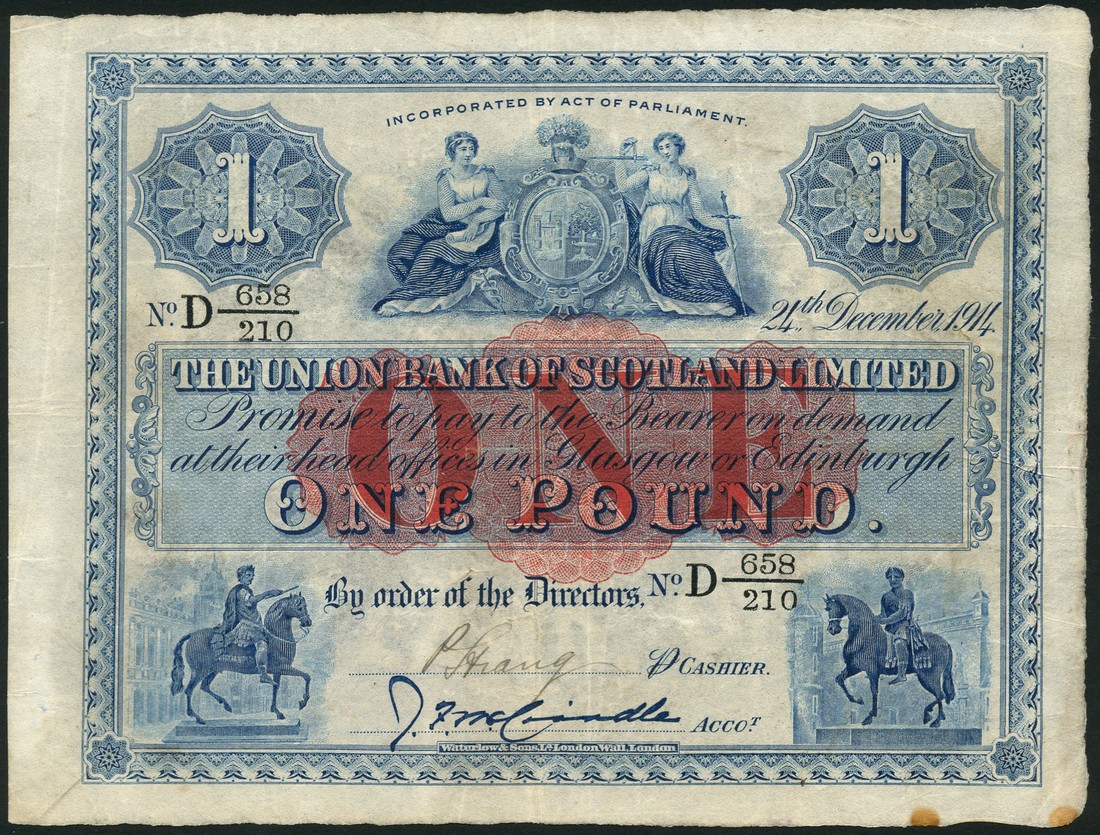 INCORPORATED BY ACT OF PARLIAMENT.
1 1
No. D 658/210
24th December, 1914
THE UNION BANK OF SCOTLAND LIMITED
Promise to pay to the Bearer on demand
at their head offices in Glasgow or Edinburgh
ONE
ONE POUND.
By order of the Directors, No. D 658/210
P CASHIER.
ACCOT.
Waterlow & Sons Ld. London Wall, London